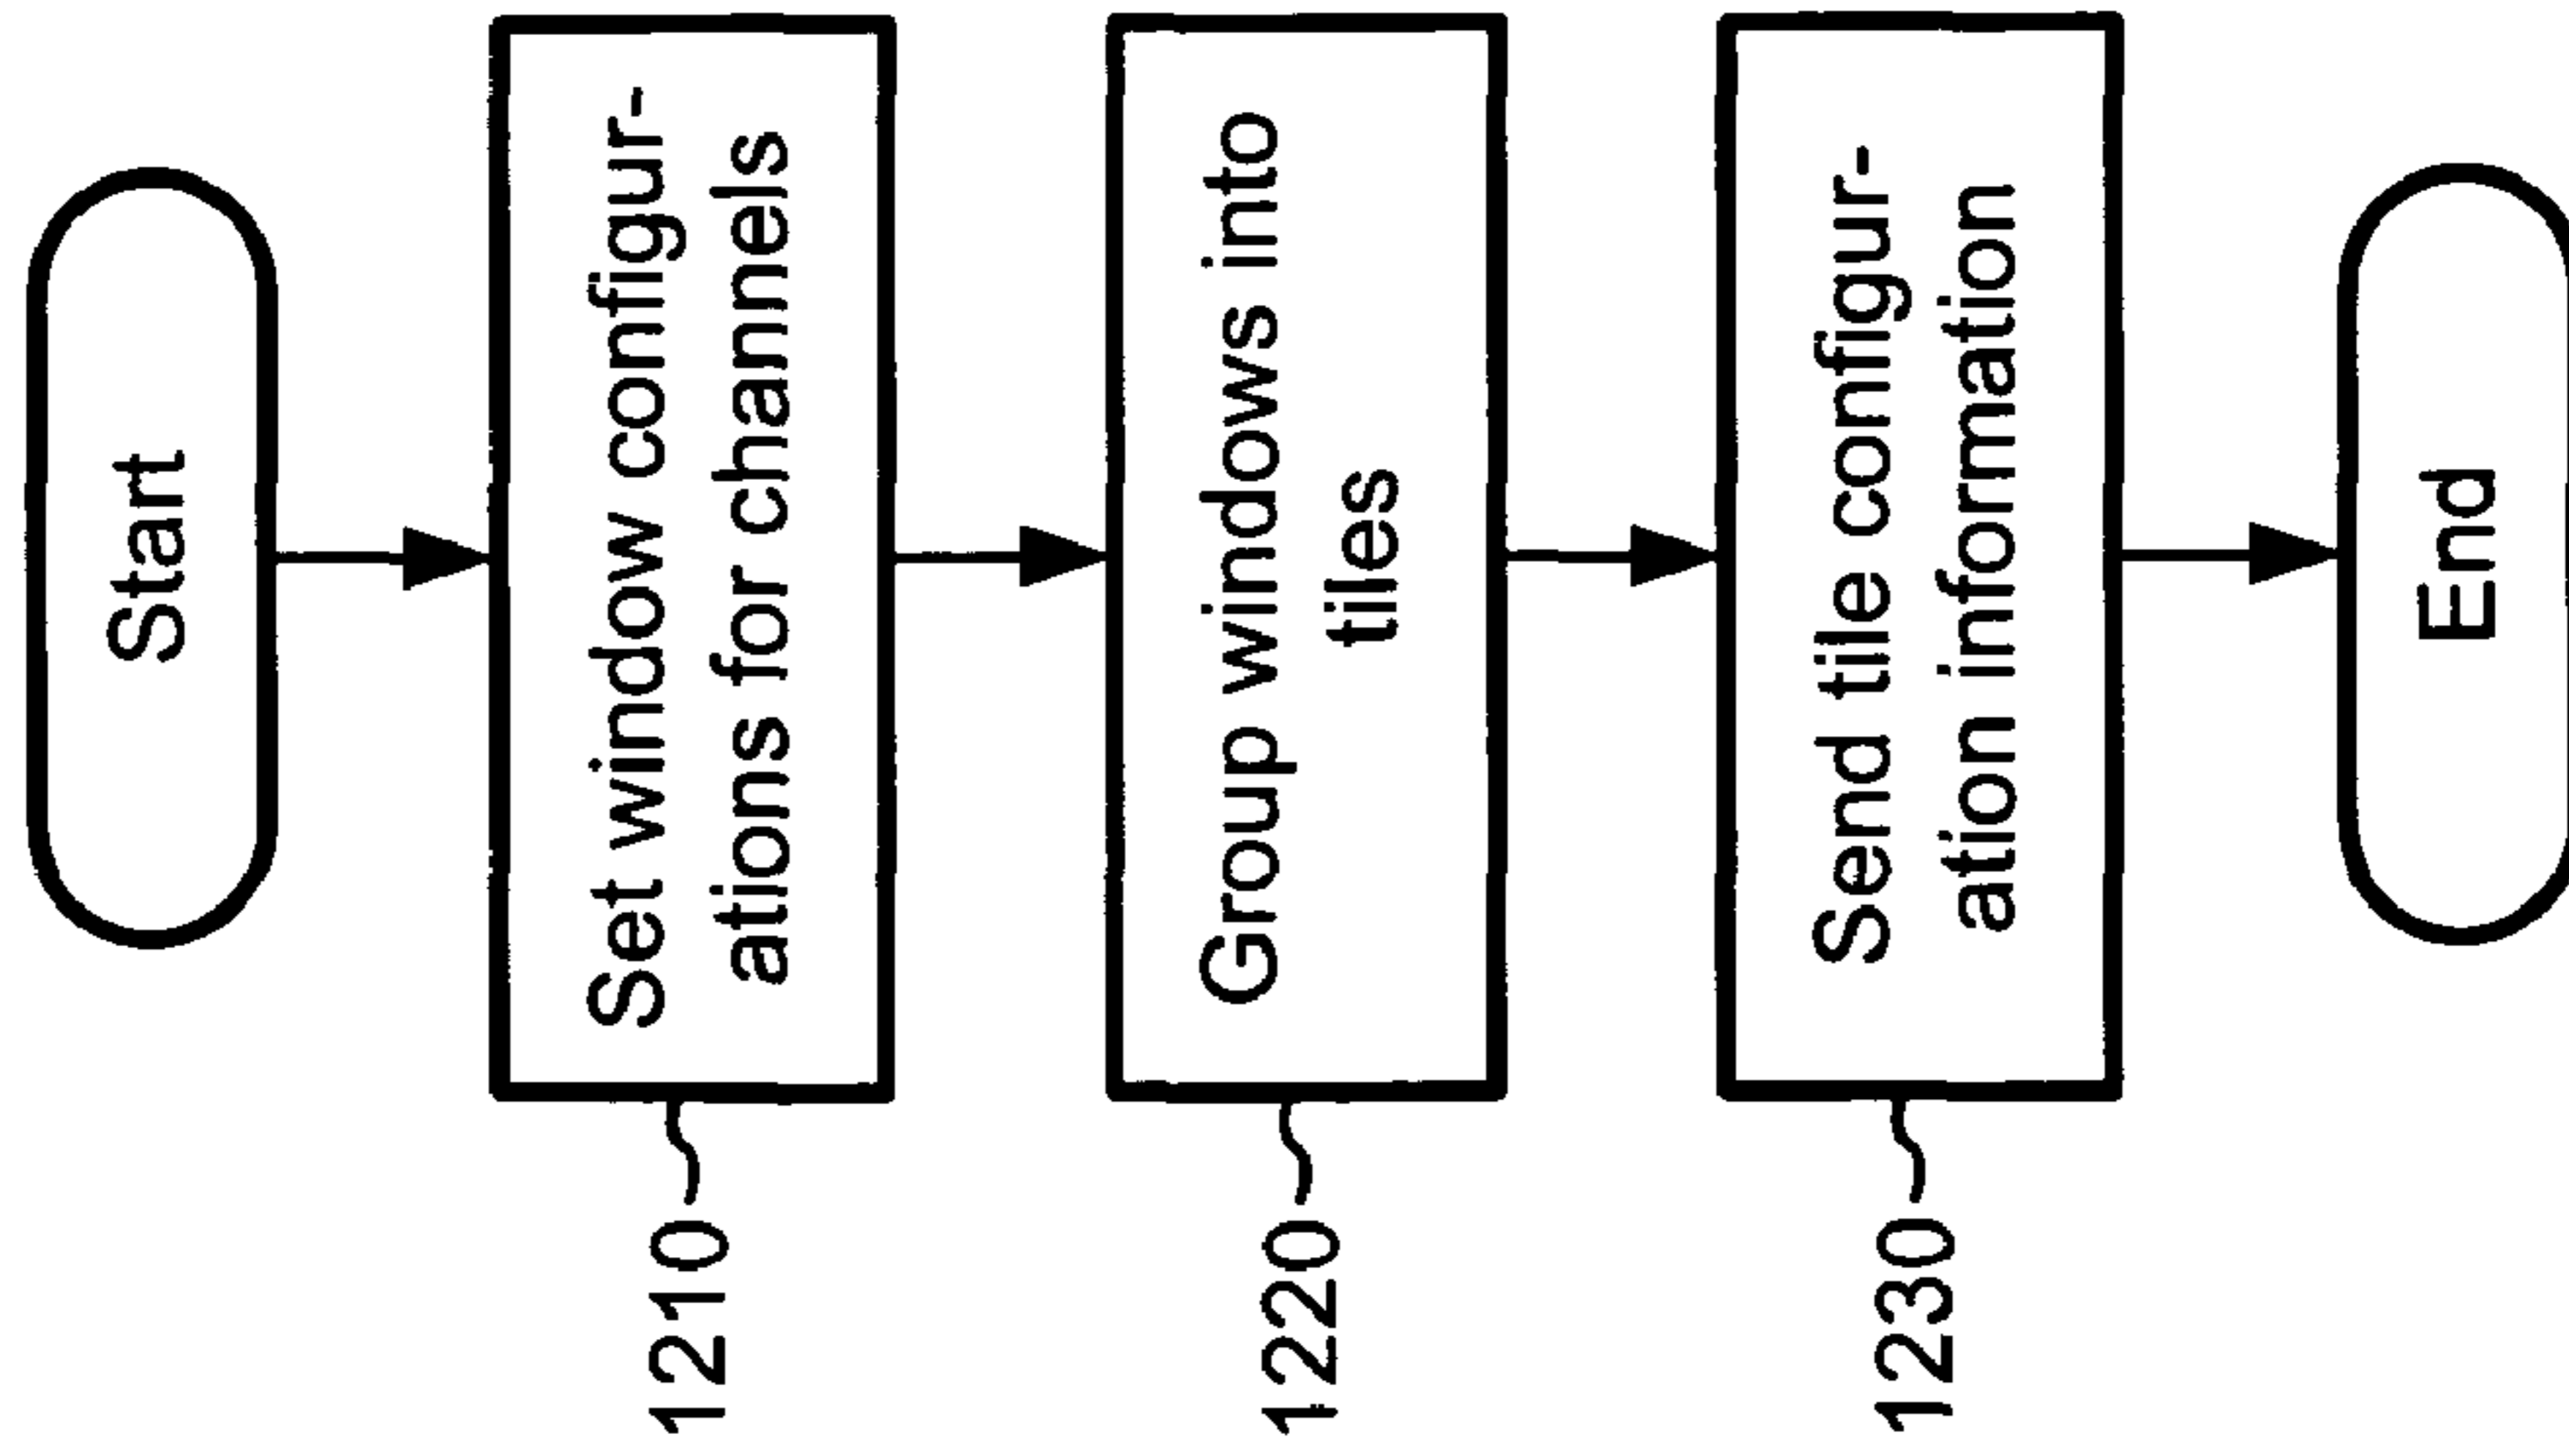 Start
1210
Set window configur-
ations for channels
1220
Group windows into
tiles
1230
Send tile configur-
ation information
End